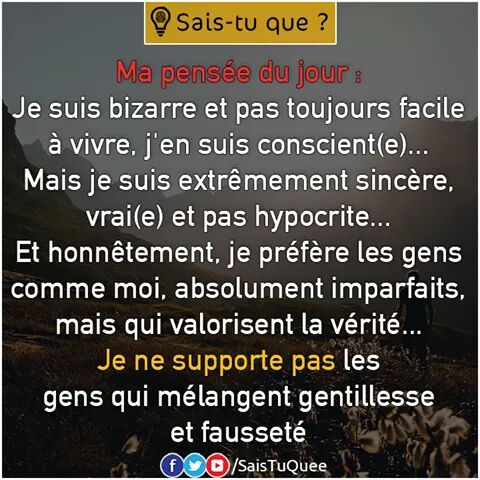 Sais-tu que ?
Ma pensée du jour :
Je suis bizarre et pas toujours facile
à vivre, j'en suis conscient(e)...
Mais je suis extrêmement sincère,
vrai(e) et pas hypocrite...
Et honnêtement, je préfère les gens
comme moi, absolument imparfaits,
mais qui valorisent la vérité...
Je ne supporte pas les
gens qui mélangent gentillesse
et fausseté
/SaisTuQuee